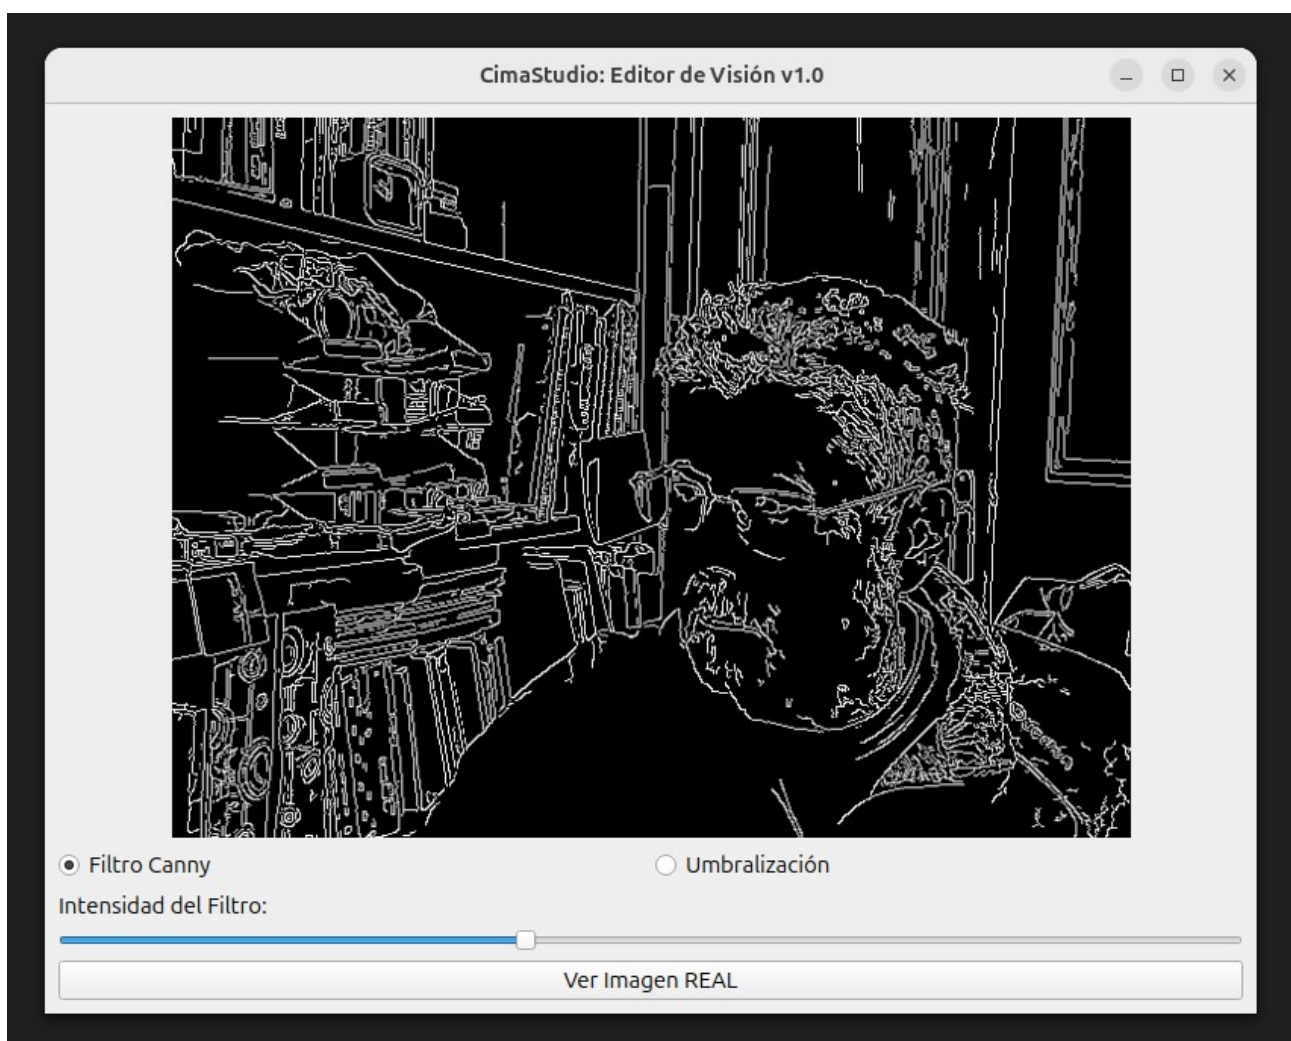 CimaStudio: Editor de Visión v1.0
Filtro Canny
Umbralización
Intensidad del Filtro:
Ver Imagen REAL